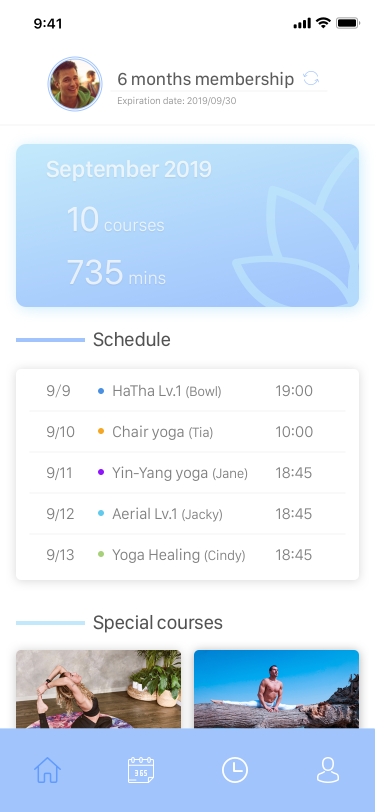 9:41
6 months membership
Expiration date: 2019/09/30
September 2019
10 courses
735 mins
Schedule
9/9 HaTha Lv.1 (Bowl) 19:00
9/10 Chair yoga (Tia) 10:00
9/11 Yin-Yang yoga (Jane) 18:45
9/12 Aerial Lv.1 (Jacky) 18:45
9/13 Yoga Healing (Cindy) 18:45
Special courses
365